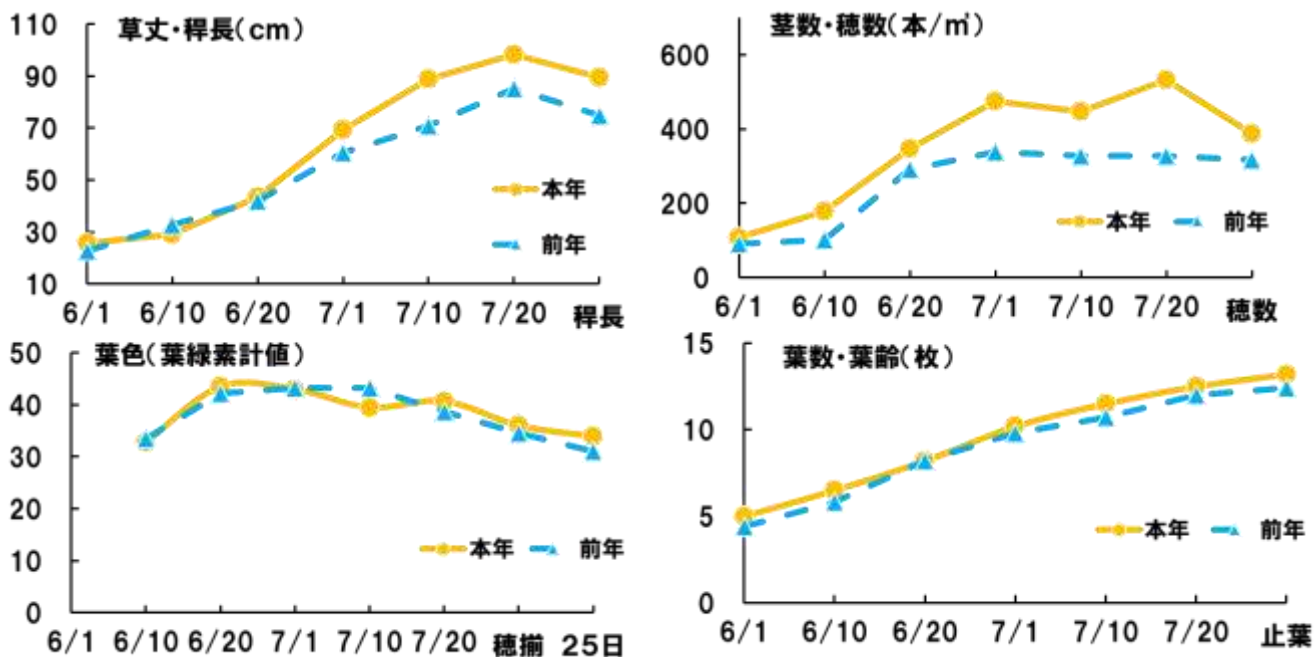 草丈・稈長(cm)
110
90
70
50
30
10
本年
前年
6/1 6/10 6/20 7/1 7/10 7/20 稈長
茎数・穂数(本/㎡)
600
400
200
0
本年 前年
6/1 6/10 6/20 7/1 7/10 7/20 穂数
葉色(葉緑素計値)
50
40
30
20
10
0
本年 前年
6/1 6/10 6/20 7/1 7/10 7/20 穂揃 25日
葉数・葉齢(枚)
15
10
5
0
本年 前年
6/1 6/10 6/20 7/1 7/10 7/20 止葉